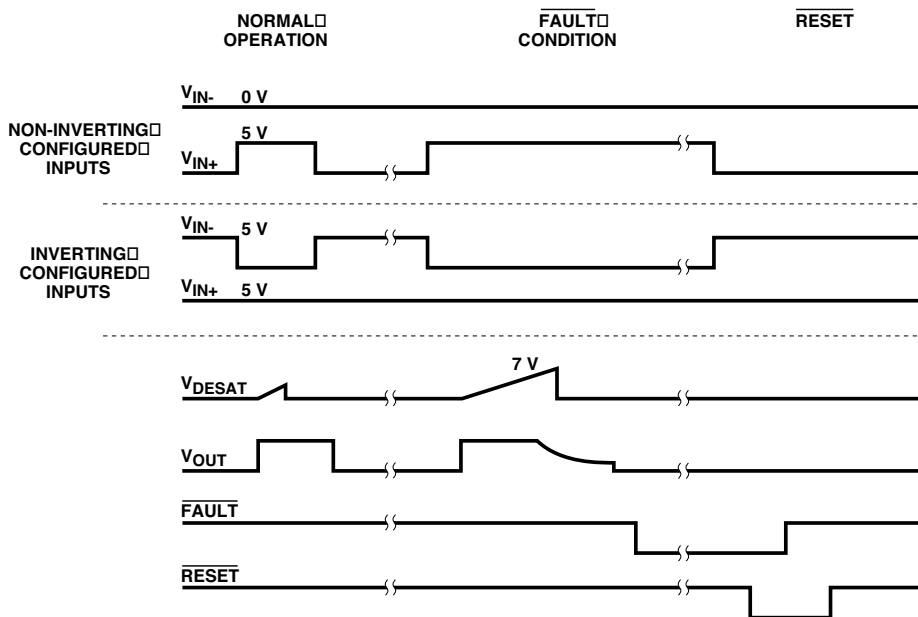 NORMAL□
OPERATION
FAULT□
CONDITION
RESET
VIN- 0 V
NON-INVERTING□
CONFIGURED□
INPUTS
5 V
VIN+
VIN- 5 V
INVERTING□
CONFIGURED□
INPUTS
VIN+ 5 V
7 V
VDESAT
VOUT
FAULT
RESET